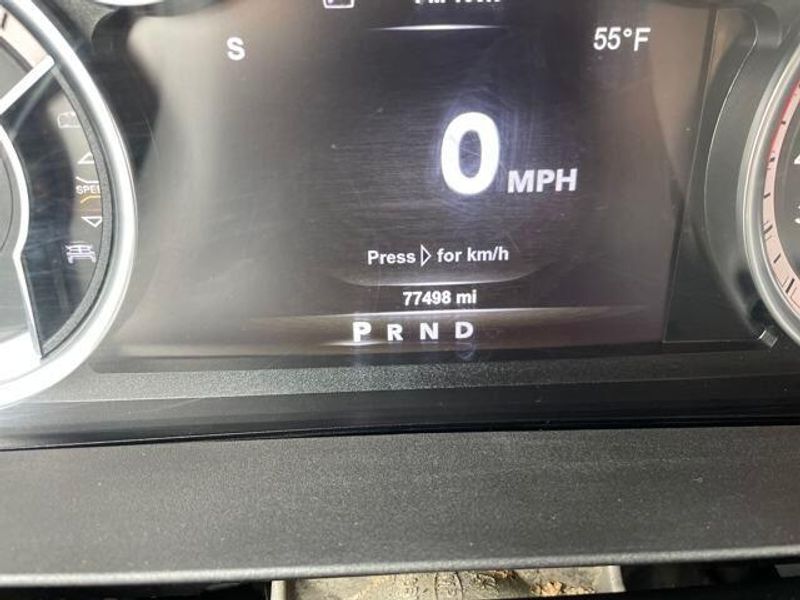 S
55°F
0 MPH
Press ▷ for km/h
77498 mi
P R N D